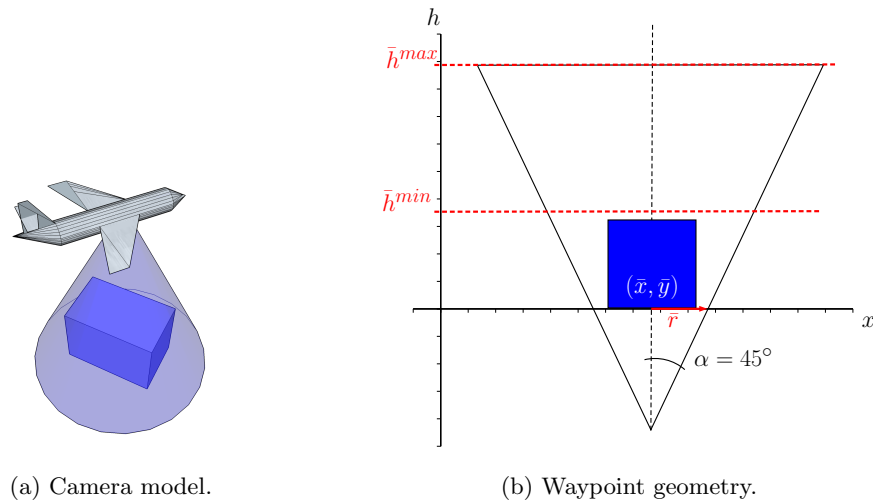 h
h̄^{max}
h̄^{min}
(x̄, ȳ)
r̄
x
α = 45°
(a) Camera model.
(b) Waypoint geometry.